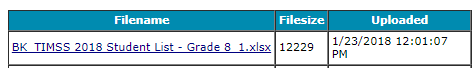 Filename Filesize Uploaded
BK_TIMSS 2018 Student List - Grade 8_1.xlsx 12229 1/23/2018 12:01:07
PM